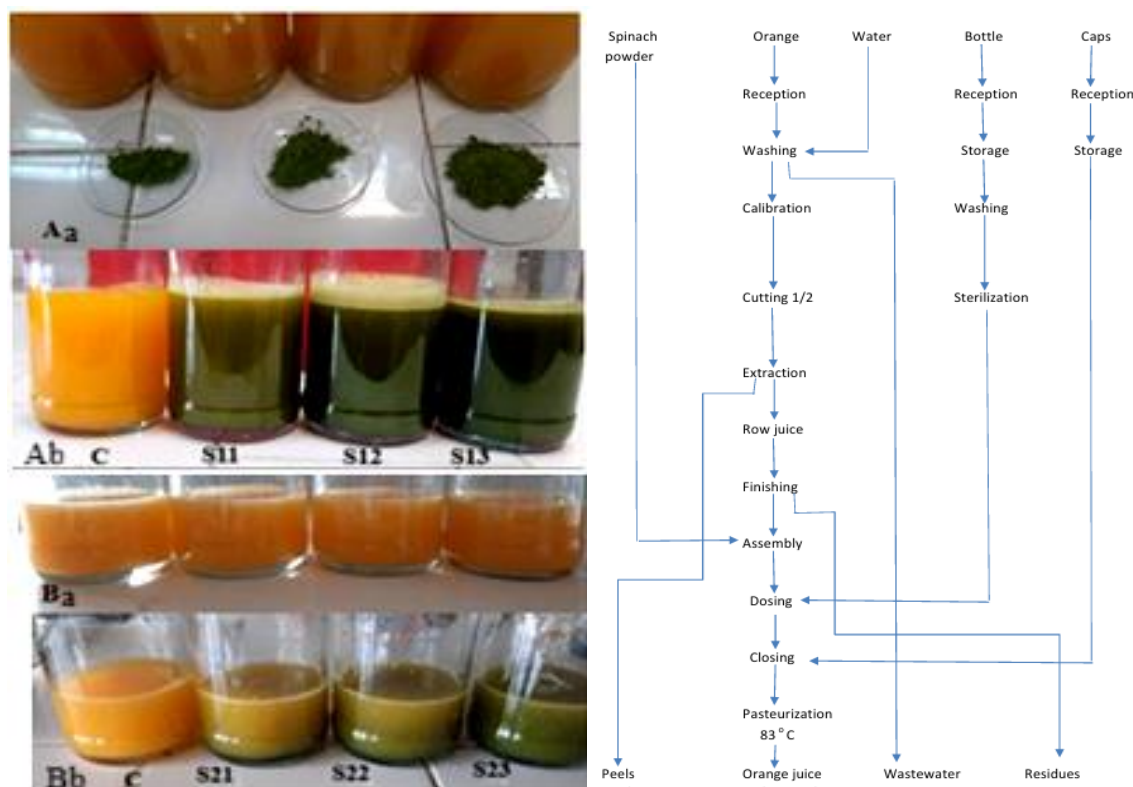 Aa
Ab C S11 S12 S13
Ba
Bb C S21 S22 S23
Spinach powder
Orange
Water
Bottle
Caps
Reception
Reception
Reception
Washing
Storage
Storage
Calibration
Washing
Cutting 1/2
Sterilization
Extraction
Row juice
Finishing
Assembly
Dosing
Closing
Pasteurization
83 °C
Peels
Orange juice
Wastewater
Residues